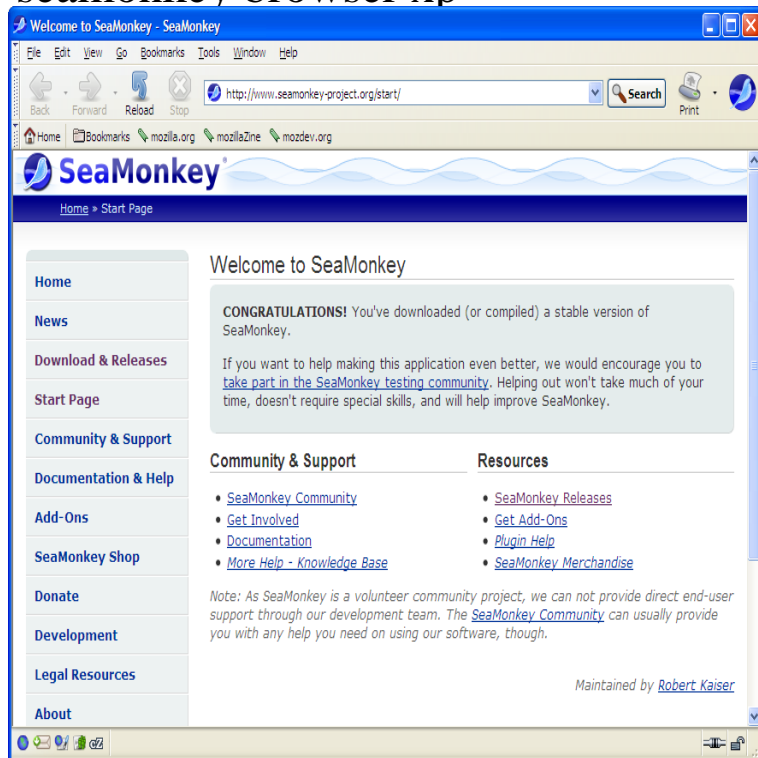 seamonkey browser xp
Welcome to SeaMonkey - SeaMonkey
File Edit View Go Bookmarks Tools Window Help
Back Forward Reload Stop http://www.seamonkey-project.org/start/ Search Print
Home Bookmarks mozilla.org mozillaZine mozdev.org
SeaMonkey
Home » Start Page
Home
News
Download & Releases
Start Page
Community & Support
Documentation & Help
Add-Ons
SeaMonkey Shop
Donate
Development
Legal Resources
About
Welcome to SeaMonkey
CONGRATULATIONS! You've downloaded (or compiled) a stable version of
SeaMonkey.
If you want to help making this application even better, we would encourage you to
take part in the SeaMonkey testing community. Helping out won't take much of your
time, doesn't require special skills, and will help improve SeaMonkey.
Community & Support
• SeaMonkey Community
• Get Involved
• Documentation
• More Help - Knowledge Base
Resources
• SeaMonkey Releases
• Get Add-Ons
• Plugin Help
• SeaMonkey Merchandise
Note: As SeaMonkey is a volunteer community project, we can not provide direct end-user
support through our development team. The SeaMonkey Community can usually provide
you with any help you need on using our software, though.
Maintained by Robert Kaiser